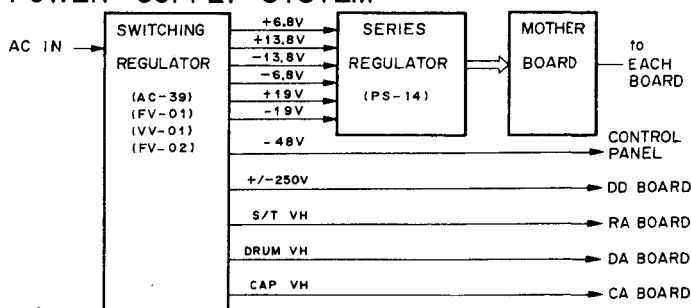 POWER SUPPLY SYSTEM
AC IN
SWITCHING
REGULATOR
(AC-39)
(FV-01)
(VV-01)
(FV-02)
+6.8V
+13.8V
-13.8V
-6.8V
+19V
-19V
SERIES
REGULATOR
(PS-14)
MOTHER
BOARD
to
EACH
BOARD
-48V
CONTROL
PANEL
+/-250V
DD BOARD
S/T VH
RA BOARD
DRUM VH
DA BOARD
CAP VH
CA BOARD